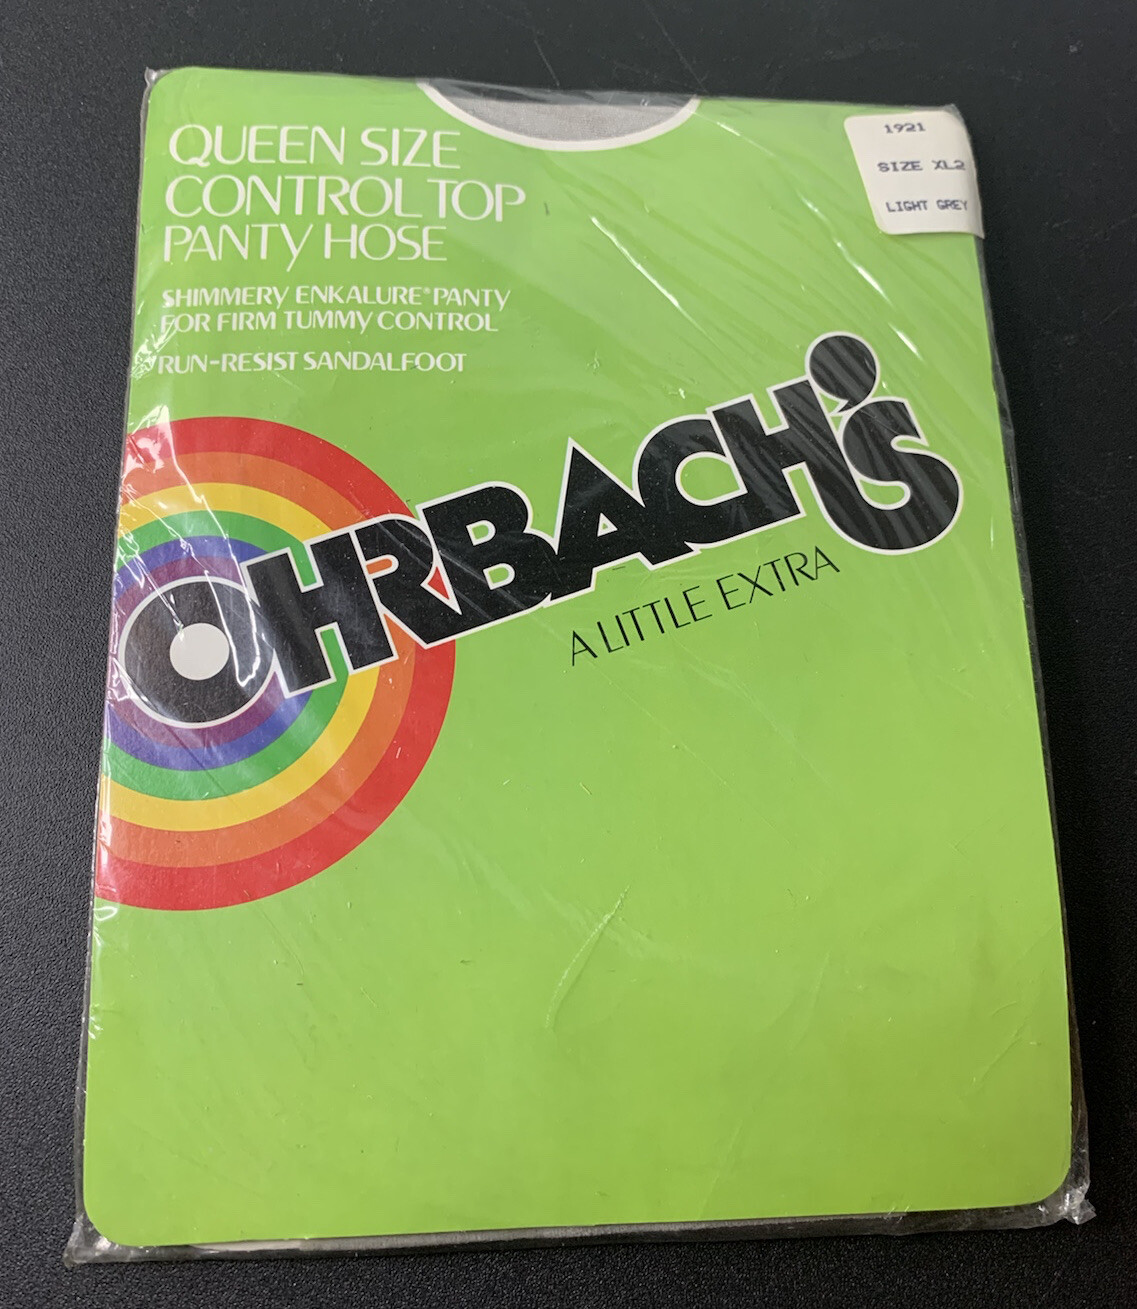 QUEEN SIZE
CONTROL TOP
PANTY HOSE
SHIMMERY ENKALURE® PANTY
FOR FIRM TUMMY CONTROL
RUN-RESIST SANDALFOOT
1921
SIZE XL2
LIGHT GREY
OHRBACH'S
A LITTLE EXTRA